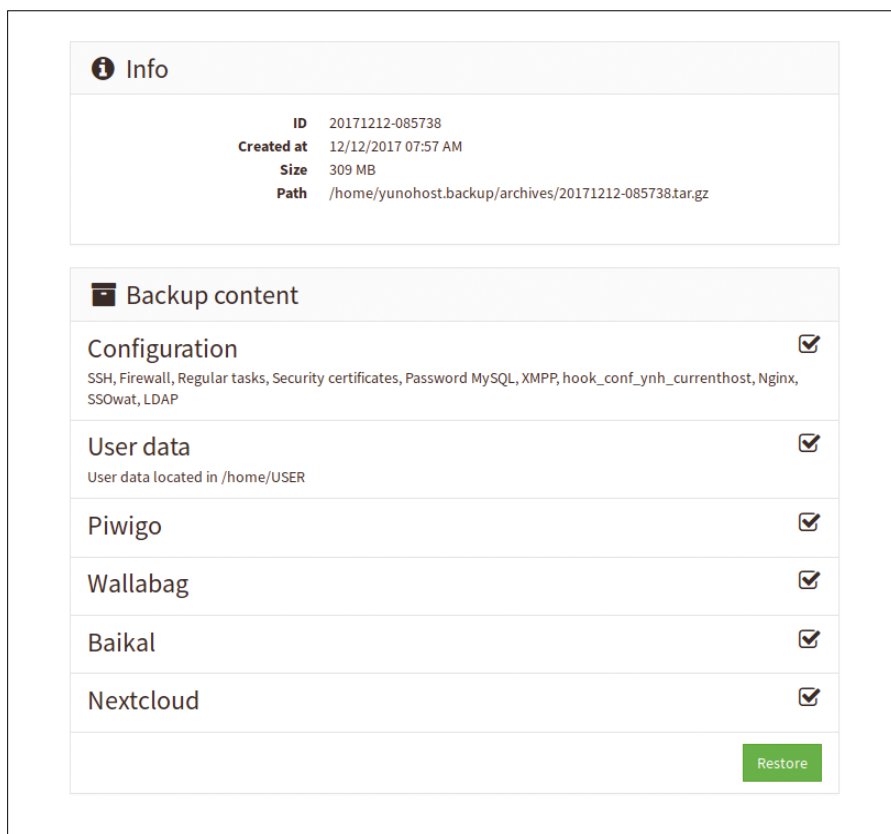 Info
ID 20171212-085738
Created at 12/12/2017 07:57 AM
Size 309 MB
Path /home/yunohost.backup/archives/20171212-085738.tar.gz
Backup content
Configuration
SSH, Firewall, Regular tasks, Security certificates, Password MySQL, XMPP, hook_conf_ynh_currenthost, Nginx,
SSOwat, LDAP
User data
User data located in /home/USER
Piwigo
Wallabag
Baikal
Nextcloud
Restore